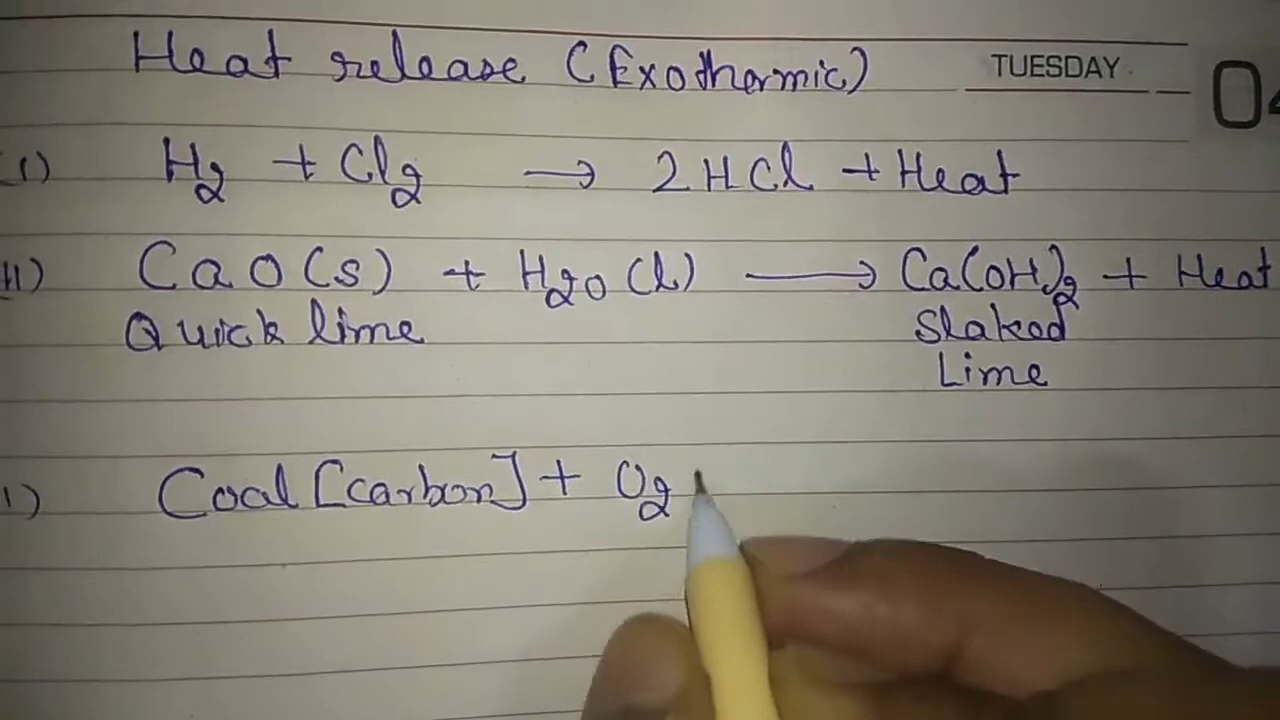 Heat release (Exothermic)
TUESDAY
I) H2 + Cl2 → 2HCl + Heat
II) CaO(s) + H2O(l) → Ca(OH)2 + Heat
Quick lime Slaked
Lime
I) Coal [carbon] + O2